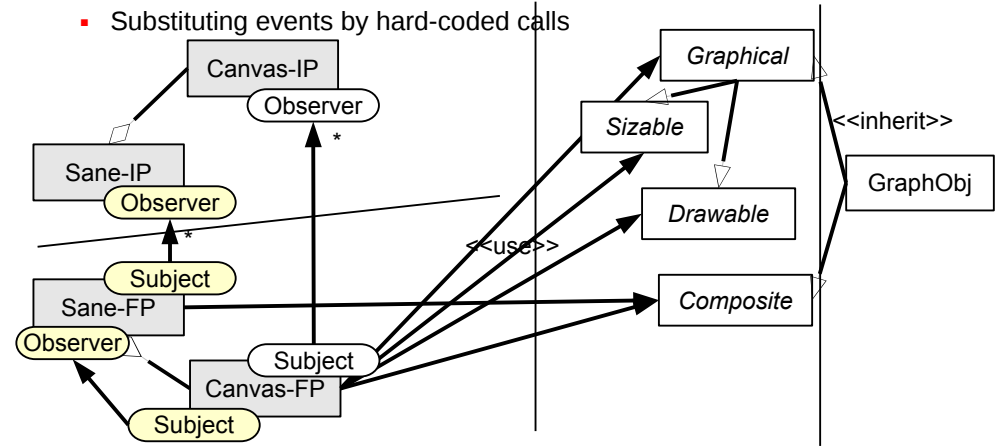 ▪ Substituting events by hard-coded calls
Canvas-IP
Observer
*
Sane-IP
Observer
*
Subject
Sane-FP
Observer
Subject
Canvas-FP
Subject
<<use>>
Graphical
Sizable
<<inherit>>
GraphObj
Drawable
Composite